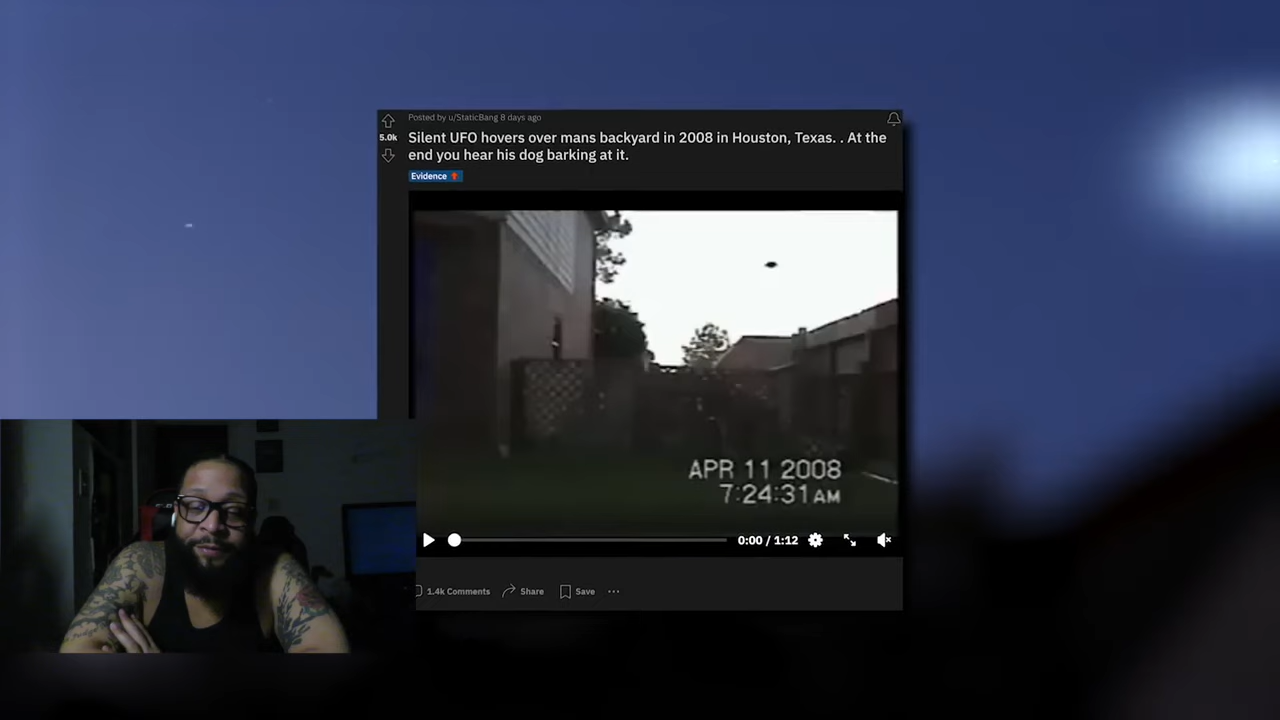 Posted by u/StaticBang 8 days ago
5.0k
Silent UFO hovers over mans backyard in 2008 in Houston, Texas. . At the
end you hear his dog barking at it.
Evidence
APR 11 2008
7:24:31AM
0:00 / 1:12
1.4k Comments
Share
Save